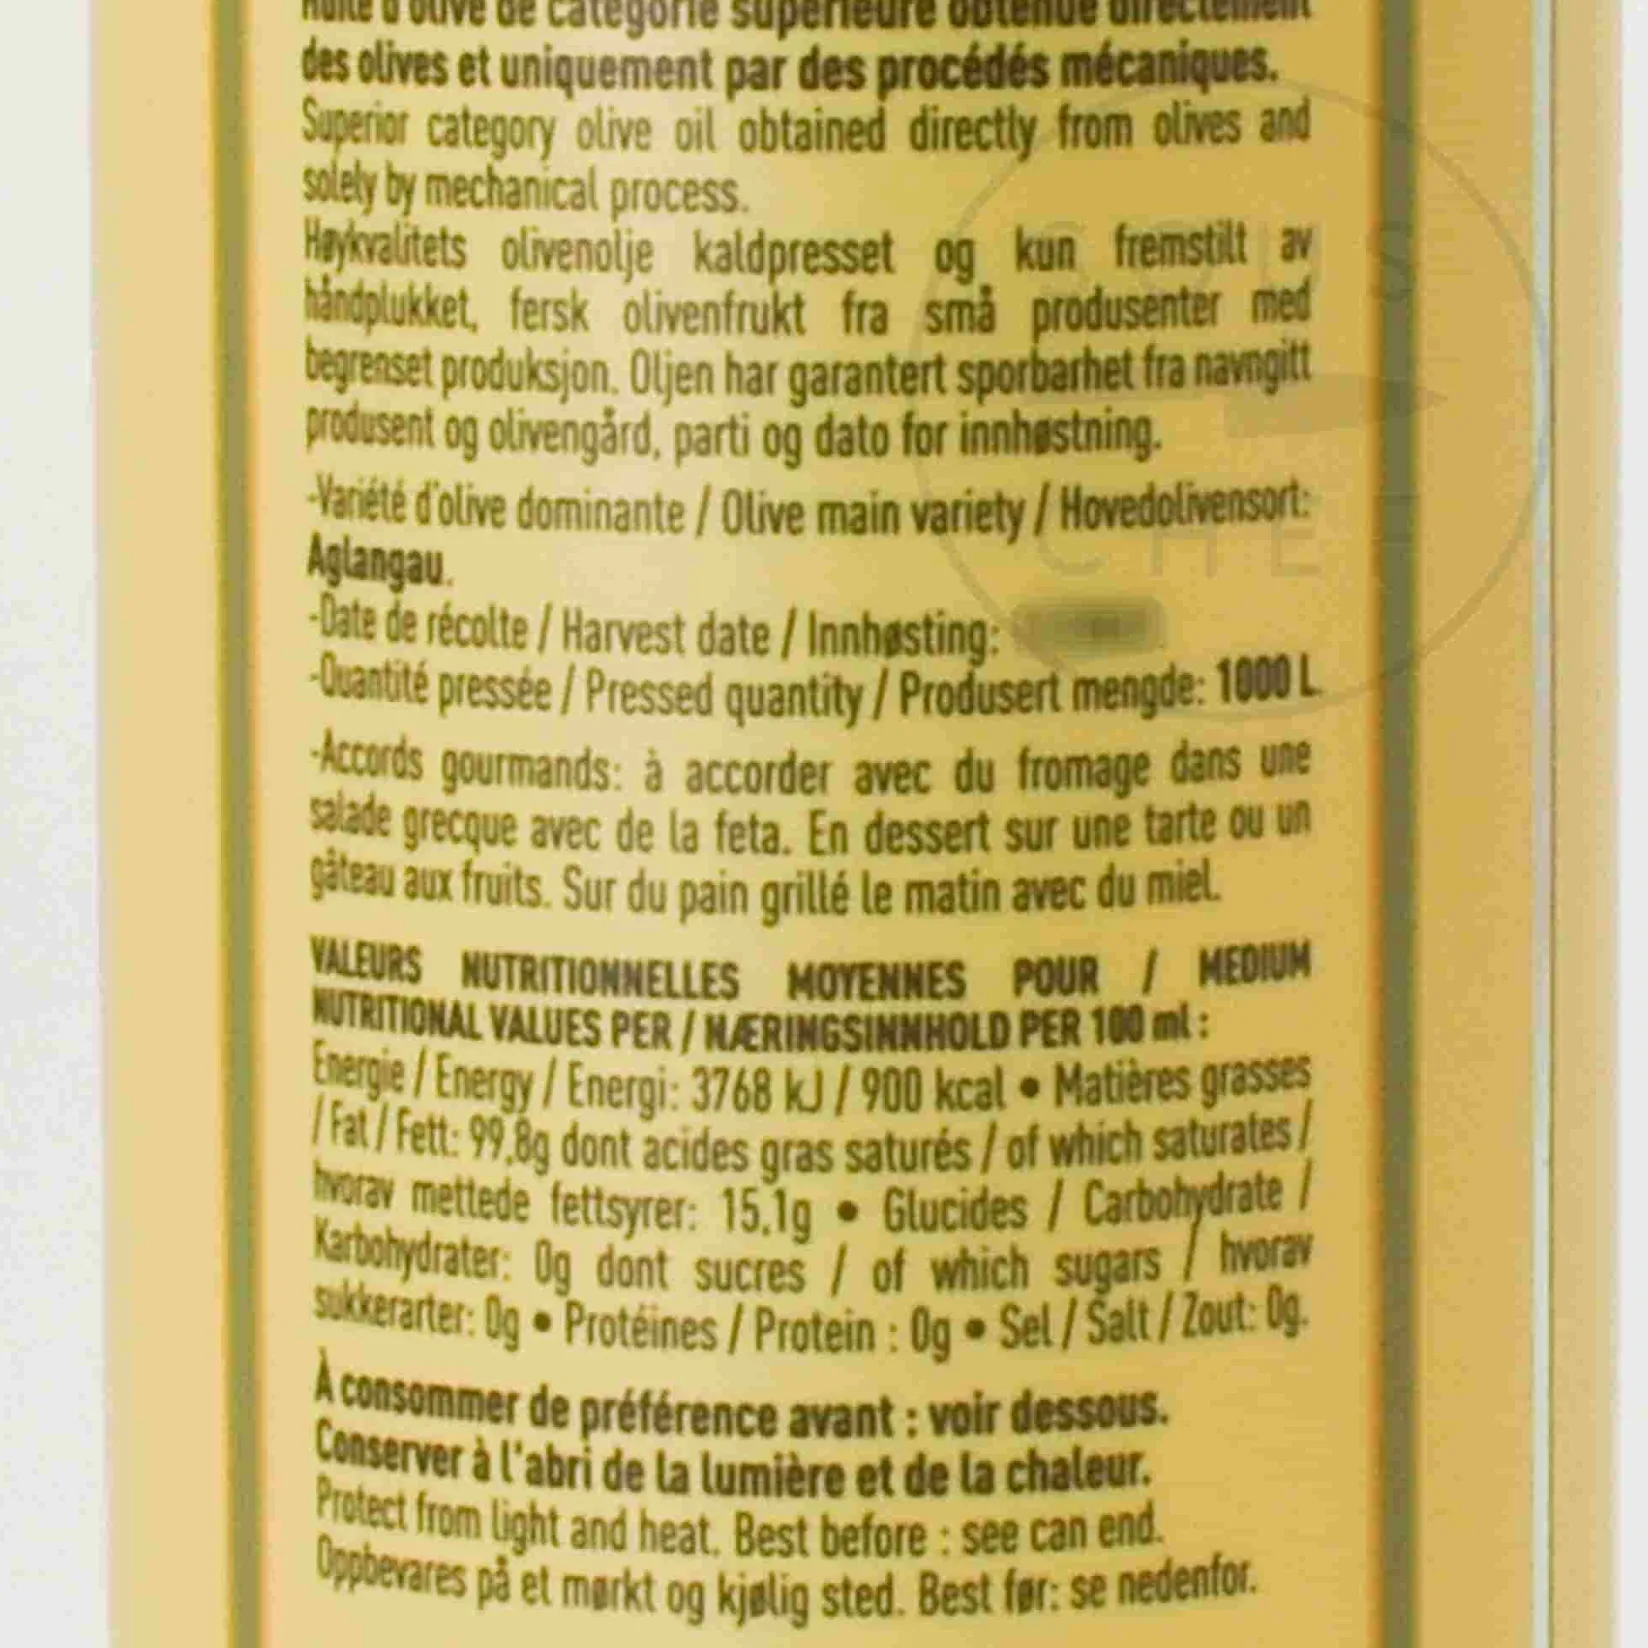 Huile d'olive de catégorie supérieure obtenue directement
des olives et uniquement par des procédés mécaniques.
Superior category olive oil obtained directly from olives and
solely by mechanical process.
Høykvalitets olivenolje kaldpresset og kun fremstilt av
håndplukket, fersk olivenfrukt fra små produsenter med
begrenset produksjon. Oljen har garantert sporbarhet fra navngitt
produsent og olivengård, parti og dato for innhøstning.
-Variété d'olive dominante / Olive main variety / Hovedolivensort:
Aglangau.
-Date de récolte / Harvest date / Innhøsting:
-Quantité pressée / Pressed quantity / Produsert mengde: 1000 L
-Accords gourmands: à accorder avec du fromage dans une
salade grecque avec de la feta. En dessert sur une tarte ou un
gâteau aux fruits. Sur du pain grillé le matin avec du miel.
VALEURS NUTRITIONNELLES MOYENNES POUR / MEDIUM
NUTRITIONAL VALUES PER / NÆRINGSINNHOLD PER 100 ml :
Energie / Energy / Energi: 3768 kJ / 900 kcal • Matières grasses
/ Fat / Fett: 99,8g dont acides gras saturés / of which saturates /
hvorav mettede fettsyrer: 15,1g • Glucides / Carbohydrate /
Karbohydrater: 0g dont sucres / of which sugars / hvorav
sukkerarter: 0g • Protéines / Protein : 0g • Sel / Salt / Zout: 0g.
À consommer de préférence avant : voir dessous.
Conserver à l'abri de la lumière et de la chaleur.
Protect from light and heat. Best before : see can end.
Oppbevares på et mørkt og kjølig sted. Best før: se nedenfor.